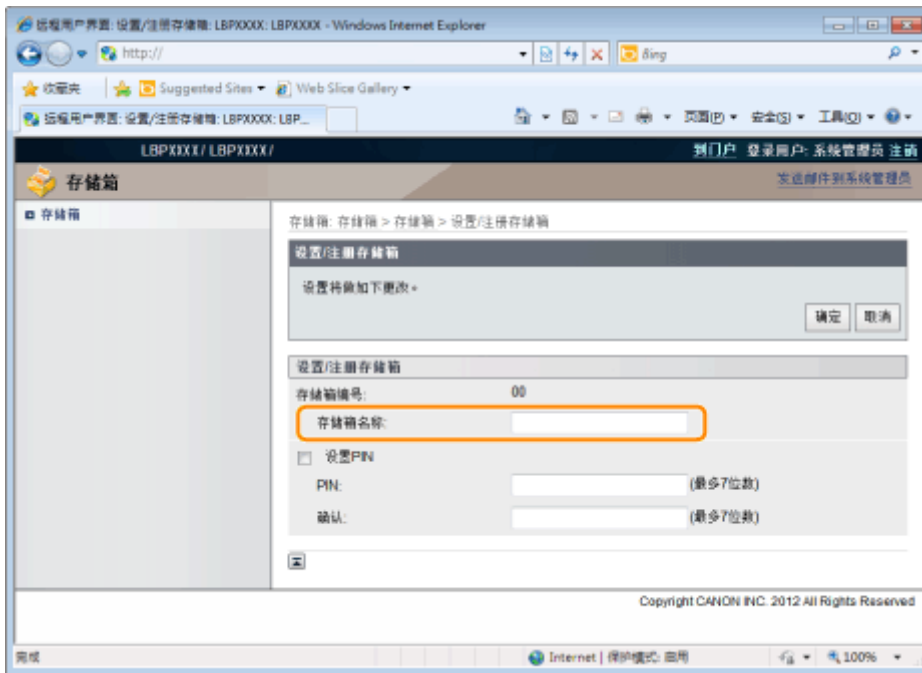 远程用户界面: 设置/注册存储箱: LBPXXXX: LBPXXXX - Windows Internet Explorer
http://
Bing
收藏夹 Suggested Sites Web Slice Gallery
远程用户界面: 设置/注册存储箱: LBPXXXX: LBP... 页面(P) 安全(S) 工具(O)
LBPXXXX/ LBPXXXX/ 到门户 登录用户: 系统管理员 注销
存储箱 发送邮件到系统管理员
存储箱
存储箱: 存储箱 > 存储箱 > 设置/注册存储箱
设置/注册存储箱
设置将做如下更改。
确定 取消
设置/注册存储箱
存储箱编号: 00
存储箱名称:
设置PIN
PIN: (最多7位数)
确认: (最多7位数)
Copyright CANON INC. 2012 All Rights Reserved
完成 Internet | 保护模式: 启用 100%